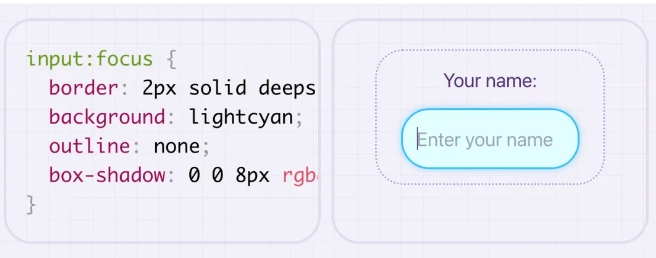 input:focus {
border: 2px solid deeps
background: lightcyan;
outline: none;
box-shadow: 0 0 8px rgb
}
Your name:
Enter your name